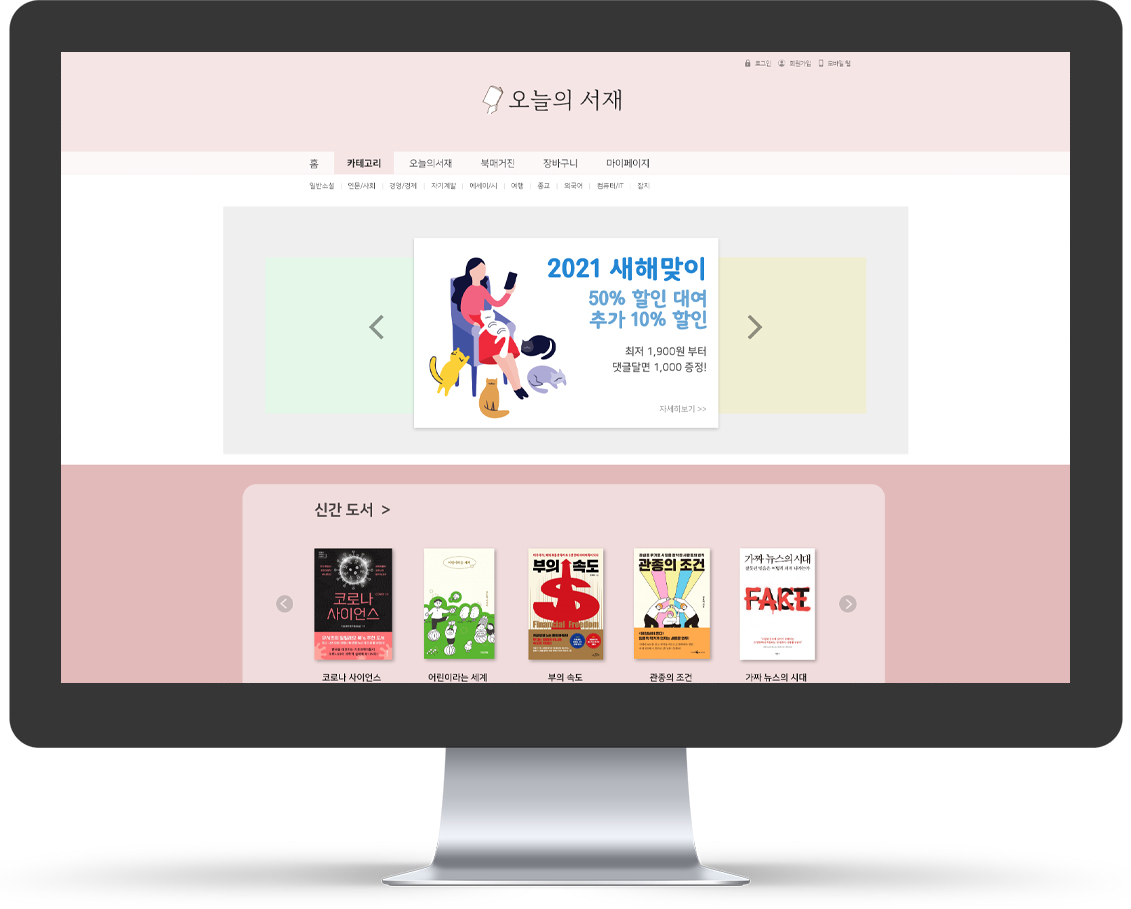 로그인 회원가입 모바일 웹
오늘의 서재
홈 카테고리 오늘의서재 북매거진 장바구니 마이페이지
일반소설 인문/사회 경영/경제 자기계발 에세이/시 여행 종교 외국어 컴퓨터/IT 잡지
2021 새해맞이
50% 할인 대여
추가 10% 할인
최저 1,900원 부터
댓글달면 1,000 증정!
자세히보기 >>
신간 도서 >
코로나
사이언스
부의 속도
Financial Freedom
관종의 조건
가짜 뉴스의 시대
FAKE
코로나 사이언스 어린이라는 세계 부의 속도 관종의 조건 가짜 뉴스의 시대